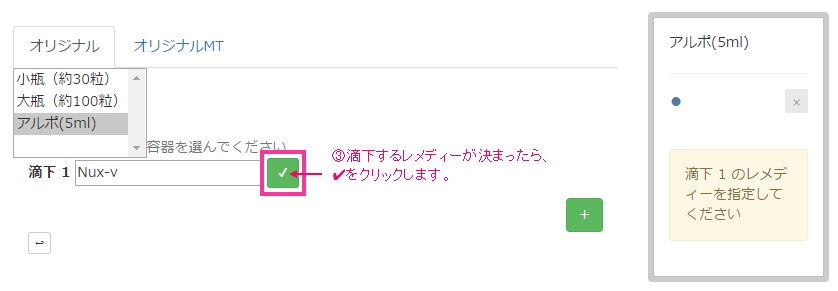 オリジナル オリジナルMT
小瓶（約30粒）
大瓶（約100粒）
アルポ(5ml)
容器を選んでください
滴下 1 Nux-v ✔
③滴下するレメディーが決まったら、
✔をクリックします。
+
アルポ(5ml)
×
滴下 1 のレメデ
ィーを指定して
ください